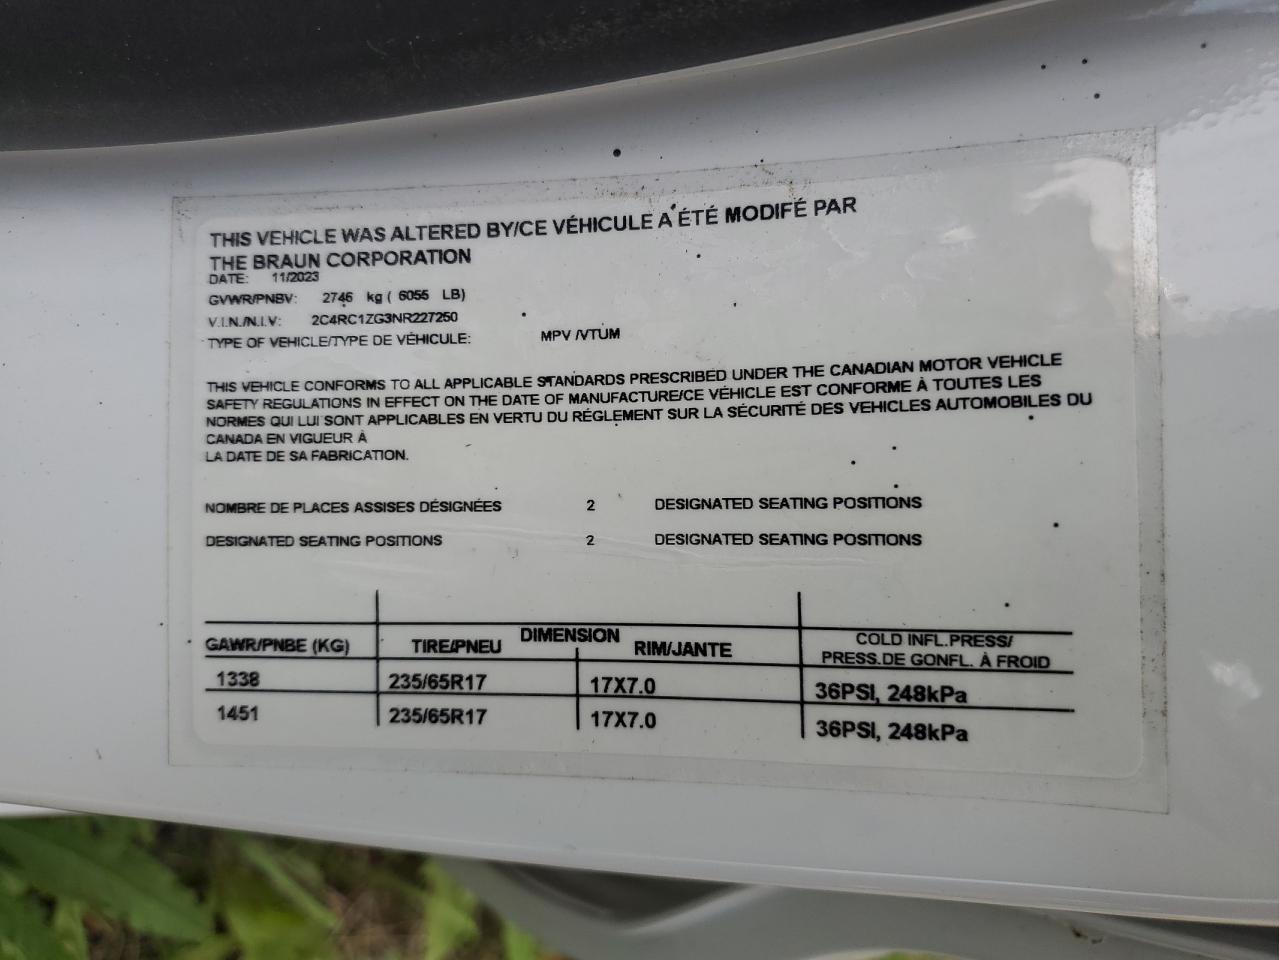 THIS VEHICLE WAS ALTERED BY/CE VÉHICULE A ÉTÉ MODIFÉ PAR
THE BRAUN CORPORATION
DATE: 11/2023
GVWR/PNBV: 2746 kg ( 6055 LB)
V.I.N./N.I.V: 2C4RC1ZG3NR227250
TYPE OF VEHICLE/TYPE DE VÉHICULE: MPV /VTUM
THIS VEHICLE CONFORMS TO ALL APPLICABLE STANDARDS PRESCRIBED UNDER THE CANADIAN MOTOR VEHICLE
SAFETY REGULATIONS IN EFFECT ON THE DATE OF MANUFACTURE/CE VÉHICLE EST CONFORME À TOUTES LES
NORMES QUI LUI SONT APPLICABLES EN VERTU DU RÉGLEMENT SUR LA SÉCURITÉ DES VEHICLES AUTOMOBILES DU
CANADA EN VIGUEUR À
LA DATE DE SA FABRICATION.
NOMBRE DE PLACES ASSISES DÉSIGNÉES 2 DESIGNATED SEATING POSITIONS
DESIGNATED SEATING POSITIONS 2 DESIGNATED SEATING POSITIONS
DIMENSION
GAWR/PNBE (KG) TIRE/PNEU RIM/JANTE COLD INFL.PRESS/
PRESS.DE GONFL. À FROID
1338 235/65R17 17X7.0 36PSI, 248kPa
1451 235/65R17 17X7.0 36PSI, 248kPa